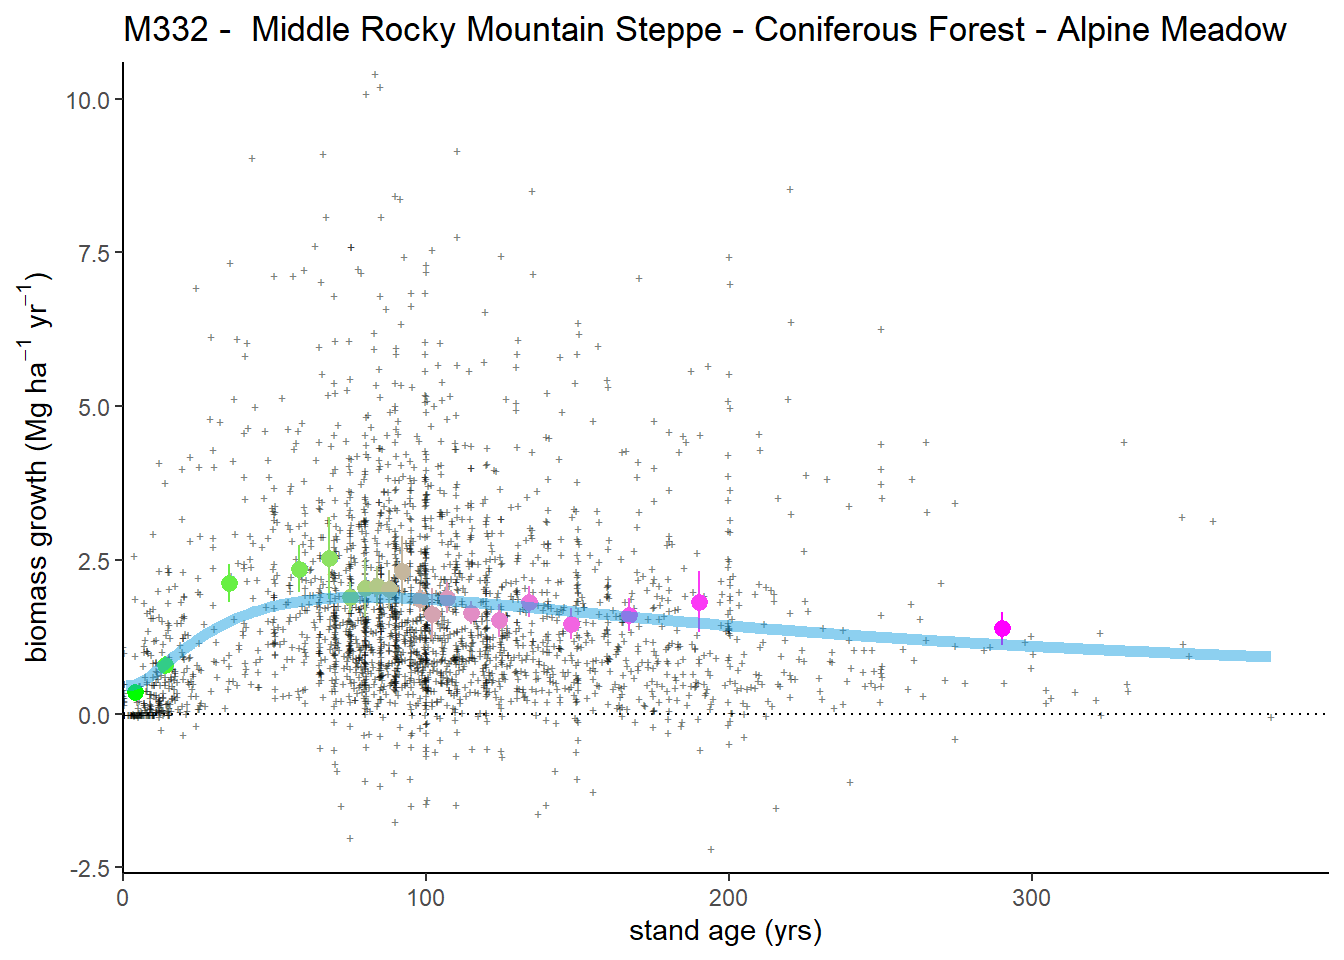 M332 -  Middle Rocky Mountain Steppe - Coniferous Forest - Alpine Meadow
10.0
7.5
5.0
2.5
0.0
-2.5
biomass growth (Mg ha⁻¹ yr⁻¹)
0 100 200 300
stand age (yrs)